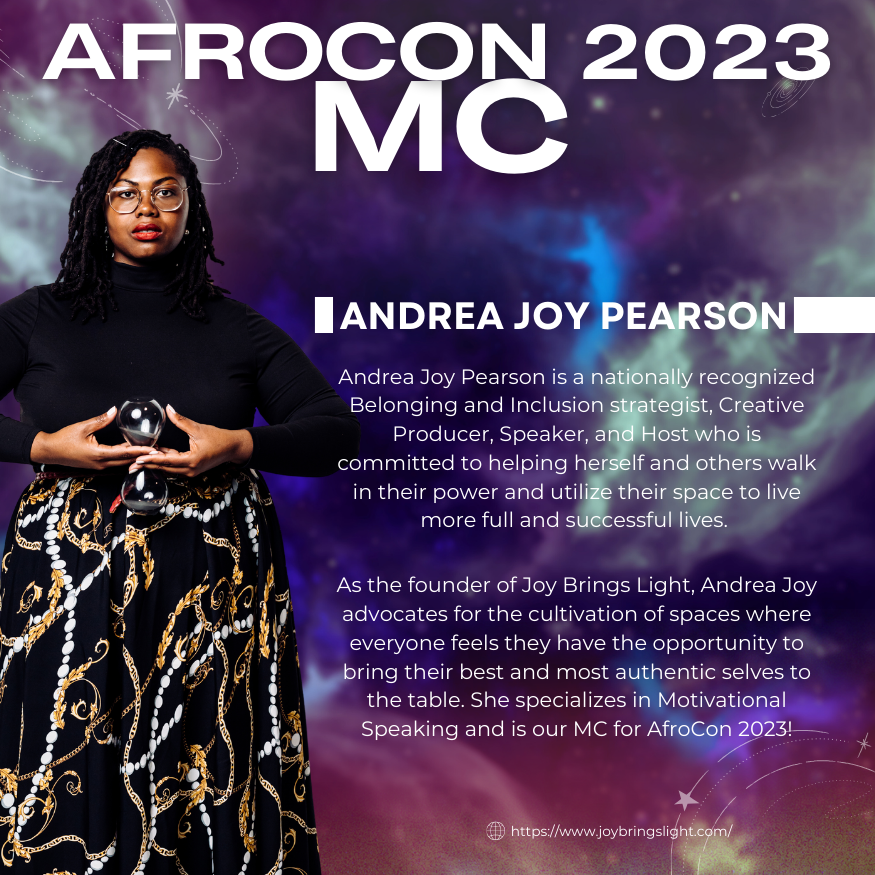 AFROCON 2023
MC
ANDREA JOY PEARSON
Andrea Joy Pearson is a nationally recognized
Belonging and Inclusion strategist, Creative
Producer, Speaker, and Host who is
committed to helping herself and others walk
in their power and utilize their space to live
more full and successful lives.
As the founder of Joy Brings Light, Andrea Joy
advocates for the cultivation of spaces where
everyone feels they have the opportunity to
bring their best and most authentic selves to
the table. She specializes in Motivational
Speaking and is our MC for AfroCon 2023!
https://www.joybringslight.com/